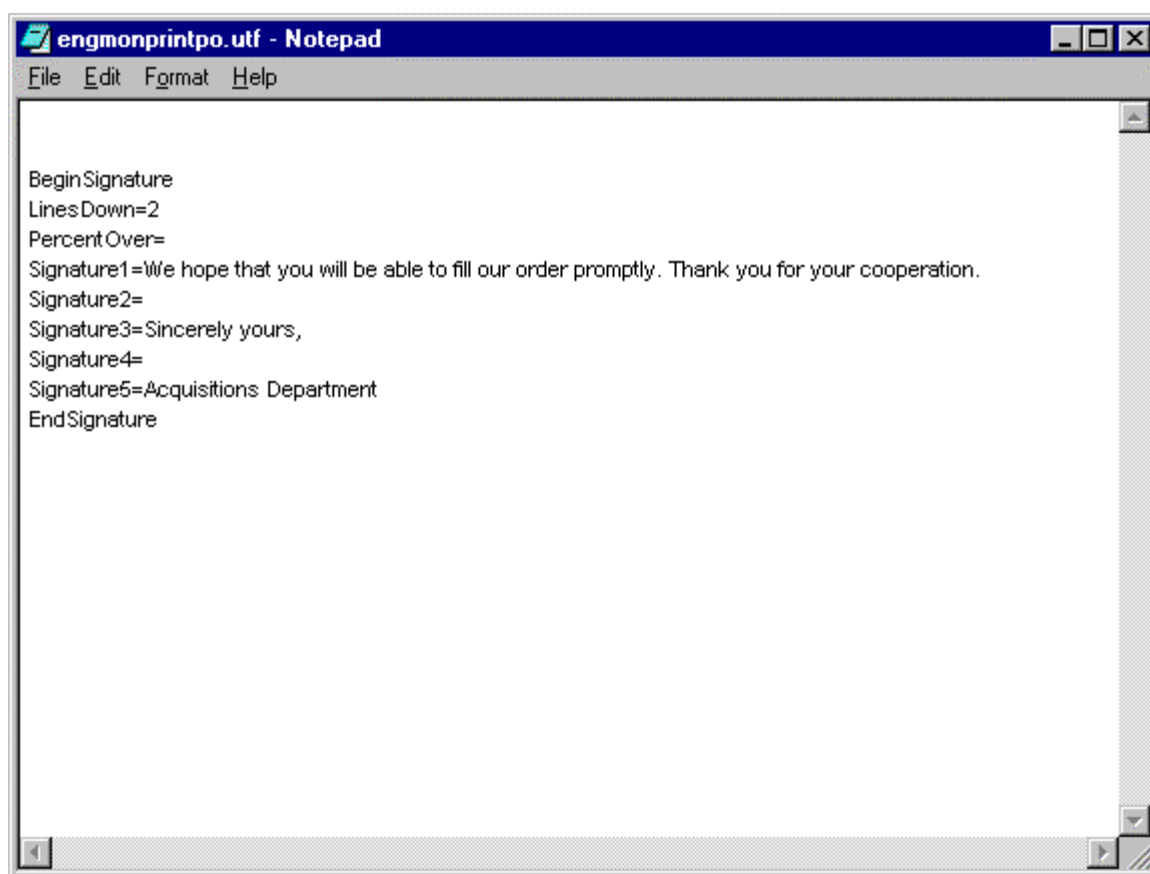 engmonprintpo.utf - Notepad
File Edit Format Help
BeginSignature
LinesDown=2
PercentOver=
Signature1=We hope that you will be able to fill our order promptly. Thank you for your cooperation.
Signature2=
Signature3=Sincerely yours,
Signature4=
Signature5=Acquisitions Department
EndSignature